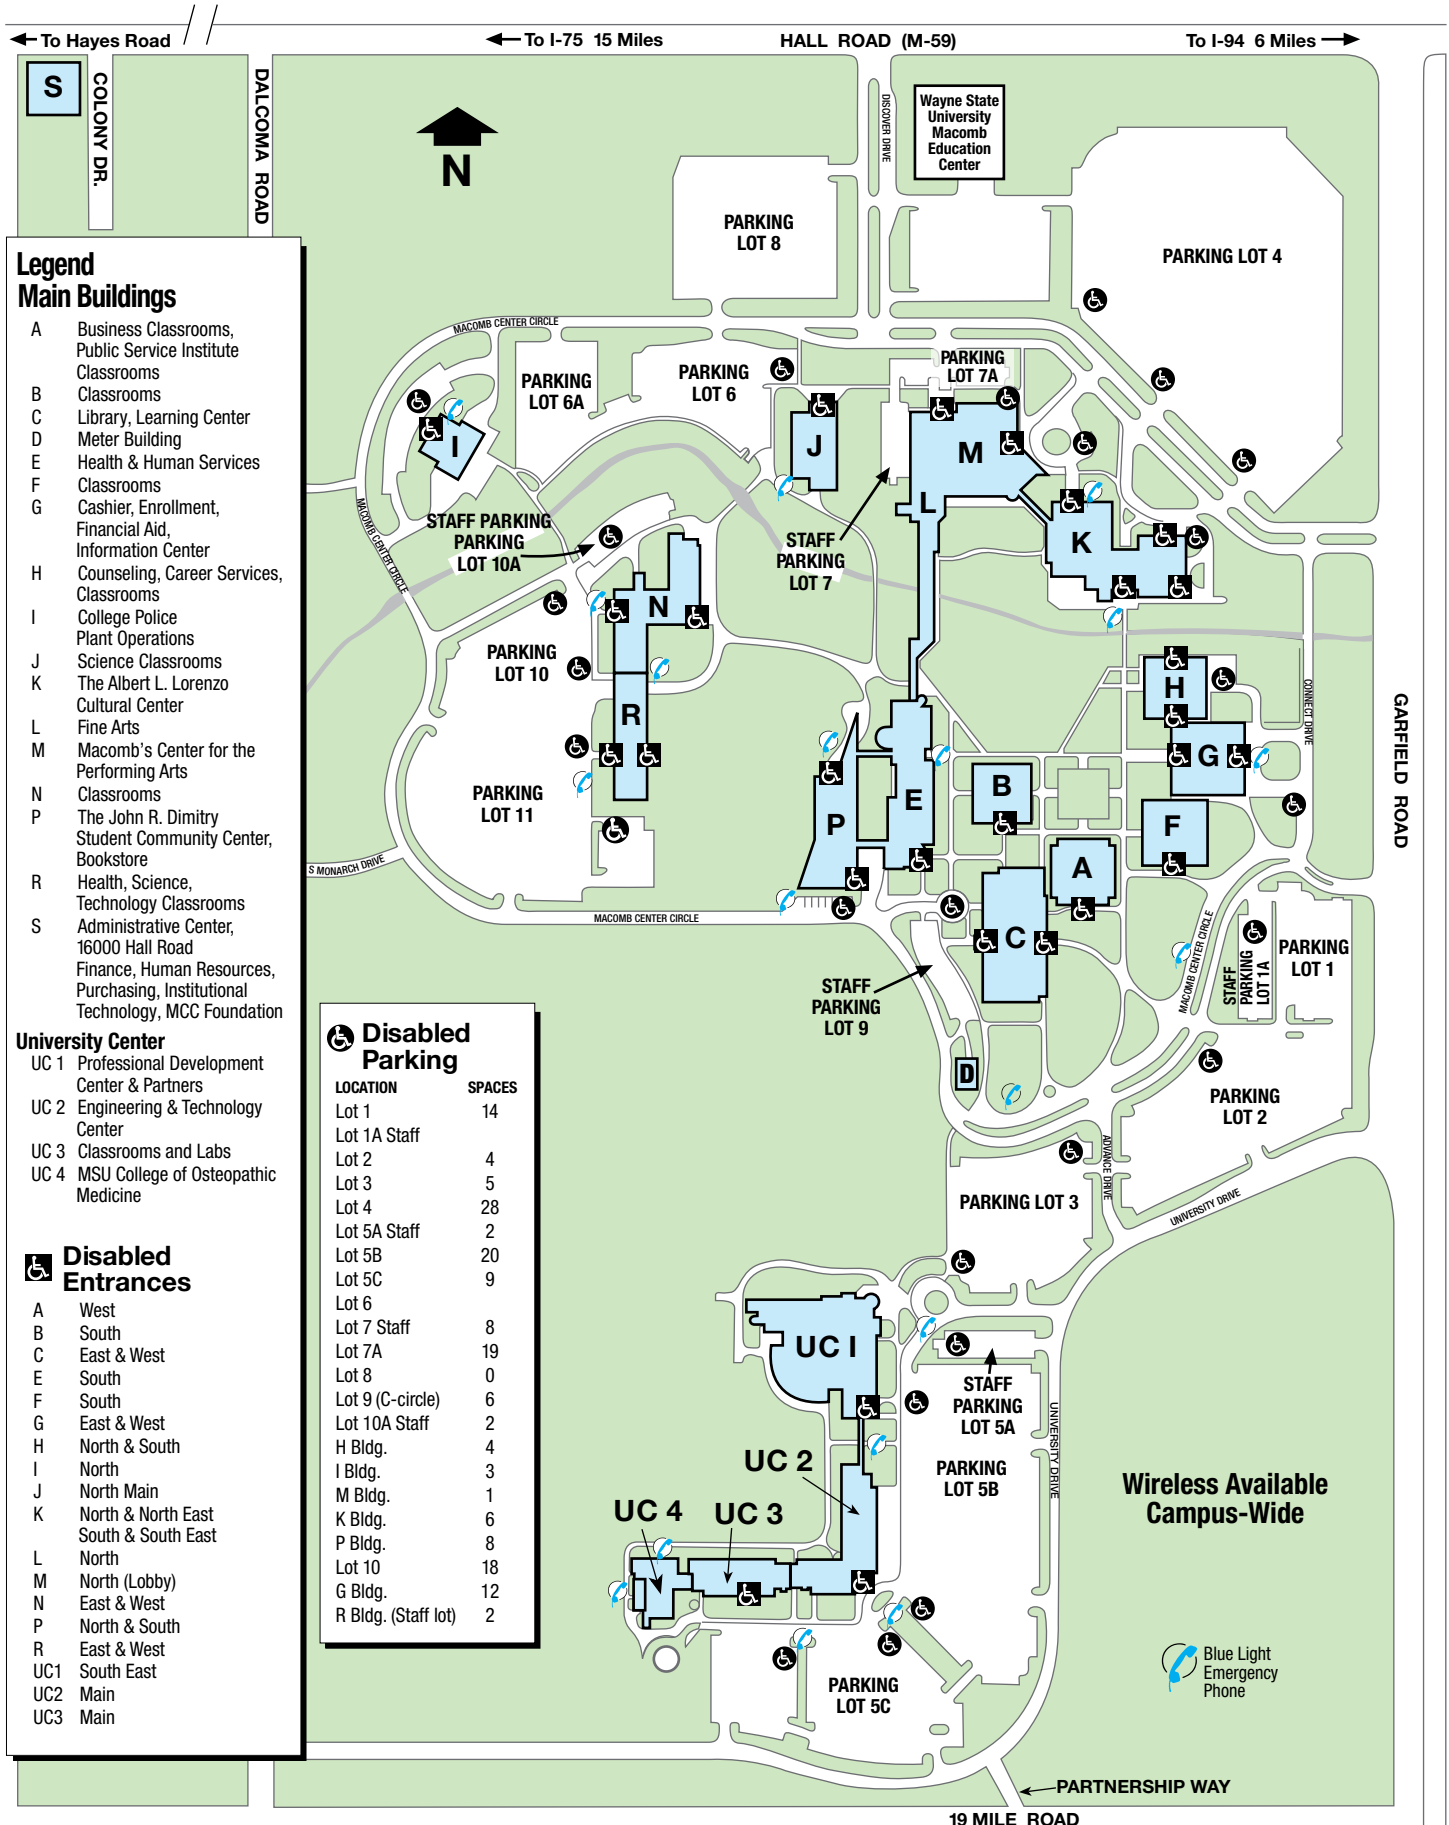 To Hayes Road
To I-75 15 Miles
HALL ROAD (M-59)
To I-94 6 Miles
S
COLONY DR.
DALCOMA ROAD
N
DISCOVER DRIVE
Wayne State
University
Macomb
Education
Center
PARKING
LOT 8
PARKING LOT 4
Legend
Main Buildings
A Business Classrooms,
Public Service Institute
Classrooms
B Classrooms
C Library, Learning Center
D Meter Building
E Health & Human Services
F Classrooms
G Cashier, Enrollment,
Financial Aid,
Information Center
H Counseling, Career Services,
Classrooms
I College Police
Plant Operations
J Science Classrooms
K The Albert L. Lorenzo
Cultural Center
L Fine Arts
M Macomb's Center for the
Performing Arts
N Classrooms
P The John R. Dimitry
Student Community Center,
Bookstore
R Health, Science,
Technology Classrooms
S Administrative Center,
16000 Hall Road
Finance, Human Resources,
Purchasing, Institutional
Technology, MCC Foundation
University Center
UC 1 Professional Development
Center & Partners
UC 2 Engineering & Technology
Center
UC 3 Classrooms and Labs
UC 4 MSU College of Osteopathic
Medicine
Disabled
Entrances
A West
B South
C East & West
E South
F South
G East & West
H North & South
I North
J North Main
K North & North East
South & South East
L North
M North (Lobby)
N East & West
P North & South
R East & West
UC1 South East
UC2 Main
UC3 Main
MACOMB CENTER CIRCLE
PARKING
LOT 6A
PARKING
LOT 6
PARKING
LOT 7A
I
J
M
L
K
MACOMB CENTER CIRCLE
STAFF PARKING
PARKING
LOT 10A
STAFF
PARKING
LOT 7
N
PARKING
LOT 10
R
H
G
CONNECT DRIVE
GARFIELD ROAD
PARKING
LOT 11
P
E
B
F
A
S MONARCH DRIVE
MACOMB CENTER CIRCLE
C
STAFF
PARKING
LOT 9
MACOMB CENTER CIRCLE
STAFF
PARKING
LOT 1A
PARKING
LOT 1
D
PARKING
LOT 2
ADVANCE DRIVE
PARKING LOT 3
UNIVERSITY DRIVE
Disabled
Parking
LOCATION SPACES
Lot 1 14
Lot 1A Staff
Lot 2 4
Lot 3 5
Lot 4 28
Lot 5A Staff 2
Lot 5B 20
Lot 5C 9
Lot 6
Lot 7 Staff 8
Lot 7A 19
Lot 8 0
Lot 9 (C-circle) 6
Lot 10A Staff 2
H Bldg. 4
I Bldg. 3
M Bldg. 1
K Bldg. 6
P Bldg. 8
Lot 10 18
G Bldg. 12
R Bldg. (Staff lot) 2
UC I
STAFF
PARKING
LOT 5A
UNIVERSITY DRIVE
UC 2
PARKING
LOT 5B
UC 4
UC 3
Wireless Available
Campus-Wide
PARKING
LOT 5C
Blue Light
Emergency
Phone
PARTNERSHIP WAY
19 MILE ROAD